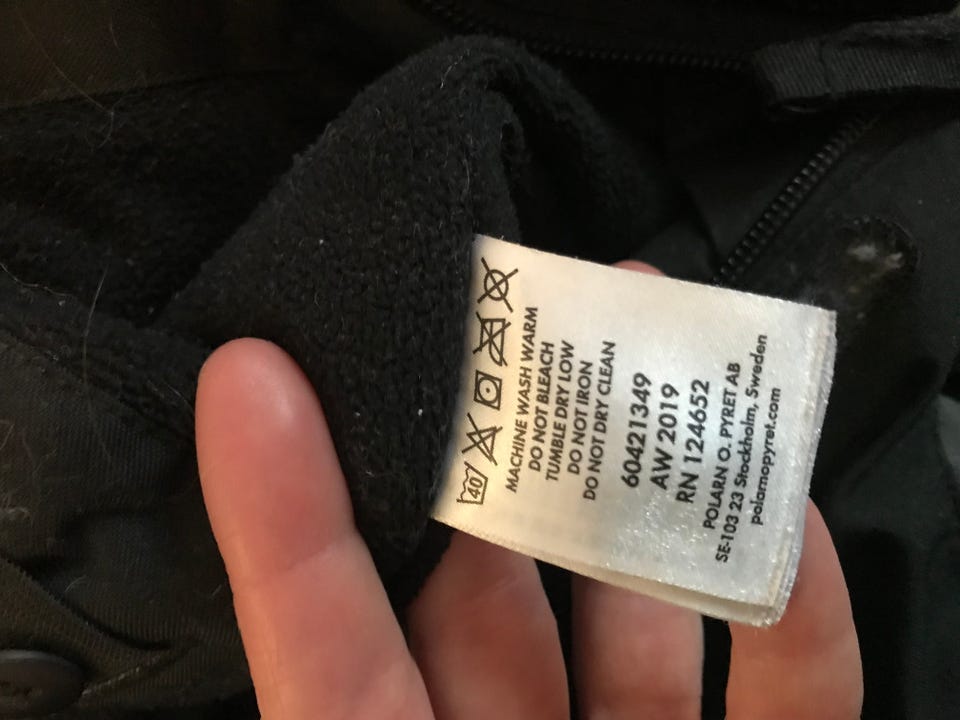 40
MACHINE WASH WARM
DO NOT BLEACH
TUMBLE DRY LOW
DO NOT IRON
DO NOT DRY CLEAN
60421349
AW 2019
RN 124652
POLARN O. PYRET AB
SE-103 23 Stockholm, Sweden
polarnopyret.com